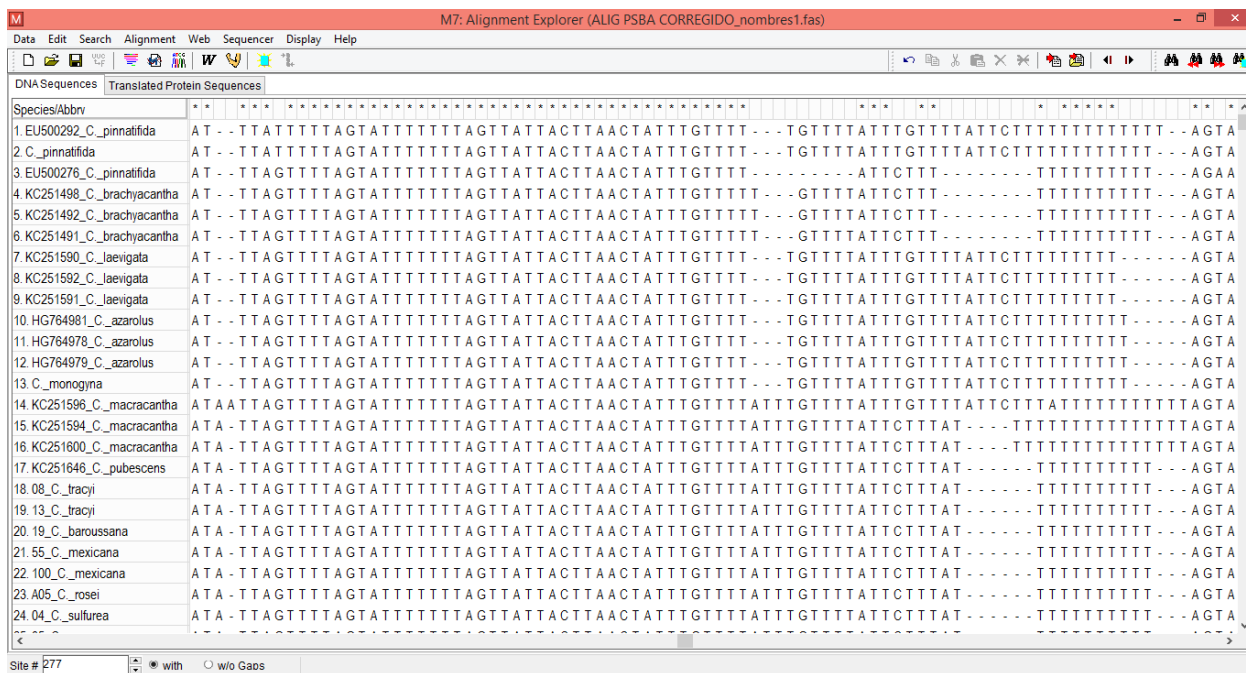 M7: Alignment Explorer (ALIG PSBA CORREGIDO_nombres1.fas)
Data Edit Search Alignment Web Sequencer Display Help
DNA Sequences Translated Protein Sequences
Species/Abbrv * * * * * * * * * * * * * * * * * * * * * * * * * * * * * * * * * * * * * * * * * * * * * * * * * * * * * * * * * *
1. EU500292_C._pinnatifida A T - - T T A T T T T T A G T A T T T T T T T A G T T A T T A C T T A A C T A T T T G T T T T - - - T G T T T T A T T T G T T T T A T T C T T T T T T T T T T T T T - - A G T A
2. C._pinnatifida A T - - T T A T T T T T A G T A T T T T T T T A G T T A T T A C T T A A C T A T T T G T T T T - - - T G T T T T A T T T G T T T T A T T C T T T T T T T T T T T T - - - A G T A
3. EU500276_C._pinnatifida A T - - T T A G T T T T A G T A T T T T T T T A G T T A T T A C T T A A C T A T T T G T T T T - - - - - - - - - A T T C T T T - - - - - - - - T T T T T T T T T T - - - A G A A
4. KC251498_C._brachyacantha A T - - T T A G T T T T A G T A T T T T T T T A G T T A T T A C T T A A C T A T T T G T T T T T - - - G T T T T A T T C T T T - - - - - - - - T T T T T T T T T T - - - A G T A
5. KC251492_C._brachyacantha A T - - T T A G T T T T A G T A T T T T T T T A G T T A T T A C T T A A C T A T T T G T T T T T - - - G T T T T A T T C T T T - - - - - - - - T T T T T T T T T T - - - A G T A
6. KC251491_C._brachyacantha A T - - T T A G T T T T A G T A T T T T T T T A G T T A T T A C T T A A C T A T T T G T T T T T - - - G T T T T A T T C T T T - - - - - - - - T T T T T T T T T T - - - A G T A
7. KC251590_C._laevigata A T - - T T A G T T T T A G T A T T T T T T T A G T T A T T A C T T A A C T A T T T G T T T T - - - T G T T T T A T T T G T T T T A T T C T T T T T T T T T - - - - - - A G T A
8. KC251592_C._laevigata A T - - T T A G T T T T A G T A T T T T T T T A G T T A T T A C T T A A C T A T T T G T T T T - - - T G T T T T A T T T G T T T T A T T C T T T T T T T T T - - - - - - A G T A
9. KC251591_C._laevigata A T - - T T A G T T T T A G T A T T T T T T T A G T T A T T A C T T A A C T A T T T G T T T T - - - T G T T T T A T T T G T T T T A T T C T T T T T T T T T - - - - - - A G T A
10. HG764981_C._azarolus A T - - T T A G T T T T A G T A T T T T T T T A G T T A T T A C T T A A C T A T T T G T T T T - - - T G T T T T A T T T G T T T T A T T C T T T T T T T T T T - - - - - A G T A
11. HG764978_C._azarolus A T - - T T A G T T T T A G T A T T T T T T T A G T T A T T A C T T A A C T A T T T G T T T T - - - T G T T T T A T T T G T T T T A T T C T T T T T T T T T T - - - - - A G T A
12. HG764979_C._azarolus A T - - T T A G T T T T A G T A T T T T T T T A G T T A T T A C T T A A C T A T T T G T T T T - - - T G T T T T A T T T G T T T T A T T C T T T T T T T T T T - - - - - A G T A
13. C._monogyna A T - - T T A G T T T T A G T A T T T T T T T A G T T A T T A C T T A A C T A T T T G T T T T - - - T G T T T T A T T T G T T T T A T T C T T T T T T T T T T - - - - - A G T A
14. KC251596_C._macracantha A T A A T T A G T T T T A G T A T T T T T T T A G T T A T T A C T T A A C T A T T T G T T T T A T T T G T T T T A T T T G T T T T A T T C T T T A T T T T T T T T T T T A G T A
15. KC251594_C._macracantha A T A - T T A G T T T T A G T A T T T T T T T A G T T A T T A C T T A A C T A T T T G T T T T A T T T G T T T T A T T C T T T A T - - - - T T T T T T T T T T T T T T T A G T A
16. KC251600_C._macracantha A T A - T T A G T T T T A G T A T T T T T T T A G T T A T T A C T T A A C T A T T T G T T T T A T T T G T T T T A T T C T T T A T - - - - T T T T T T T T T T T T T T T A G T A
17. KC251646_C._pubescens A T A - T T A G T T T T A G T A T T T T T T T A G T T A T T A C T T A A C T A T T T G T T T T A T T T G T T T T A T T C T T T A T - - - - - - T T T T T T T T T T - - - A G T A
18. 08_C._tracyi A T A - T T A G T T T T A G T A T T T T T T T A G T T A T T A C T T A A C T A T T T G T T T T A T T T G T T T T A T T C T T T A T - - - - - - T T T T T T T T T T - - - A G T A
19. 13_C._tracyi A T A - T T A G T T T T A G T A T T T T T T T A G T T A T T A C T T A A C T A T T T G T T T T A T T T G T T T T A T T C T T T A T - - - - - - T T T T T T T T T T - - - A G T A
20. 19_C._baroussana A T A - T T A G T T T T A G T A T T T T T T T A G T T A T T A C T T A A C T A T T T G T T T T A T T T G T T T T A T T C T T T A T - - - - - - T T T T T T T T T T - - - A G T A
21. 55_C._mexicana A T A - T T A G T T T T A G T A T T T T T T T A G T T A T T A C T T A A C T A T T T G T T T T A T T T G T T T T A T T C T T T A T - - - - - - T T T T T T T T T T - - - A G T A
22. 100_C._mexicana A T A - T T A G T T T T A G T A T T T T T T T A G T T A T T A C T T A A C T A T T T G T T T T A T T T G T T T T A T T C T T T A T - - - - - - T T T T T T T T T T - - - A G T A
23. A05_C._rosei A T A - T T A G T T T T A G T A T T T T T T T A G T T A T T A C T T A A C T A T T T G T T T T A T T T G T T T T A T T C T T T A T - - - - - - T T T T T T T T T T - - - A G T A
24. 04_C._sulfurea A T A - T T A G T T T T A G T A T T T T T T T A G T T A T T A C T T A A C T A T T T G T T T T A T T T G T T T T A T T C T T T A T - - - - - - T T T T T T T T T T - - - A G T A
Site # 277 with w/o Gaps